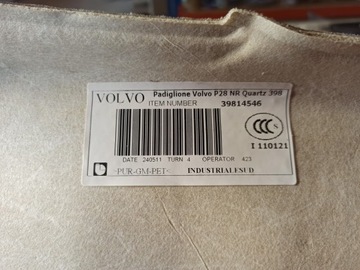 VOLVO Padiglione Volvo P28 NR Quartz 398
ITEM NUMBER 39814546
CCC
I 110121
DATE 240511 TURN 4 OPERATOR 423
-PUR-GM-PET- INDUSTRIALESUD